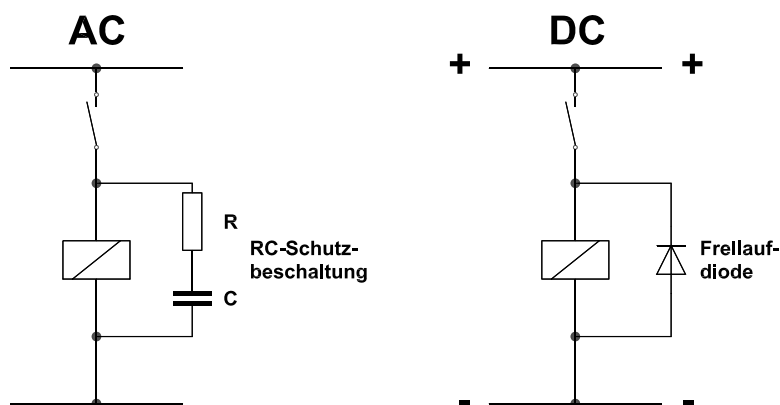 AC
R
RC-Schutz-
beschaltung
C
DC
+ +
Frellauf-
diode
- -